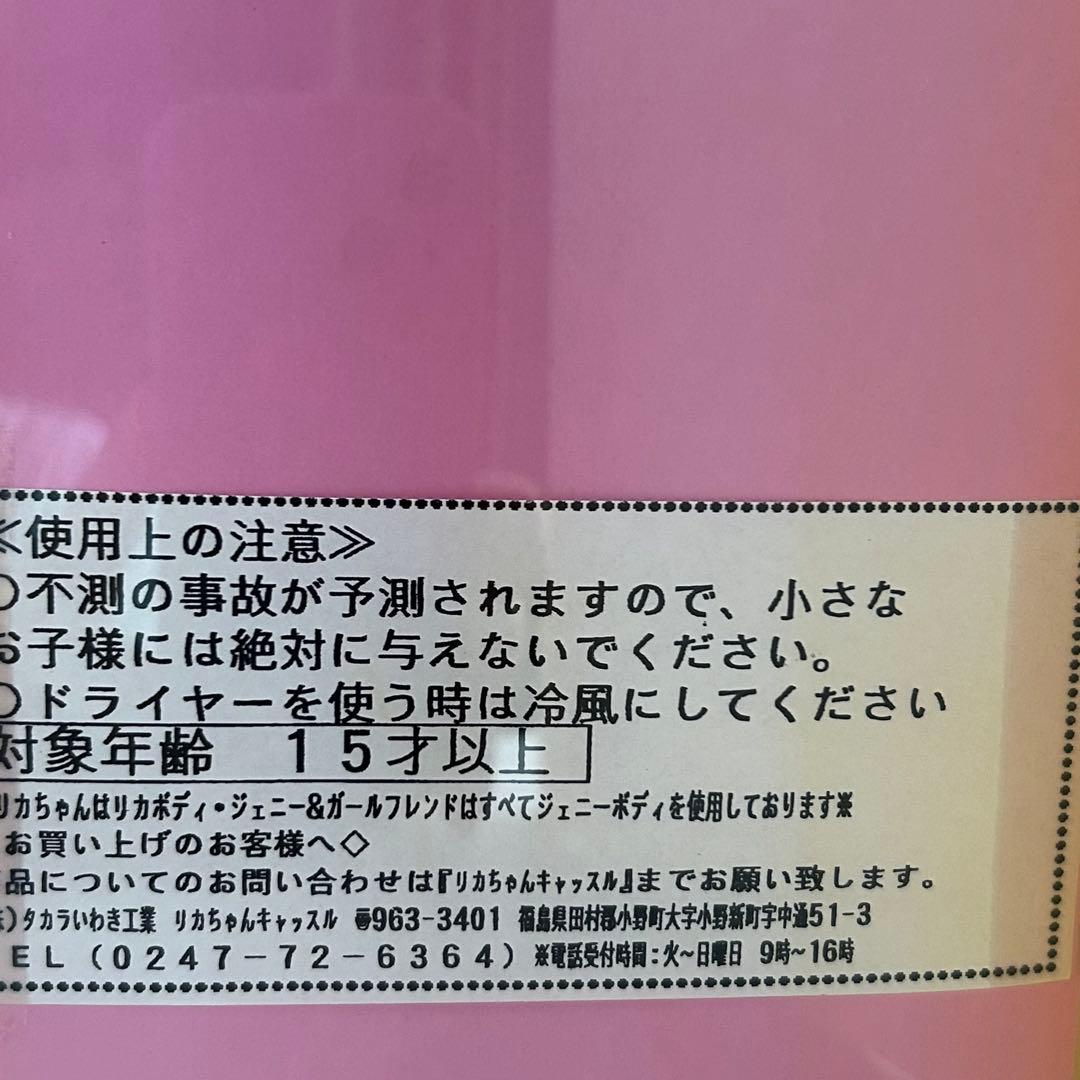 ≪使用上の注意≫
○不測の事故が予測されますので、小さな
お子様には絶対に与えないでください。
○ドライヤーを使う時は冷風にしてください
対象年齢　１５才以上
リカちゃんはリカボディ・ジェニー&ガールフレンドはすべてジェニーボディを使用しております※
お買い上げのお客様へ◇
品についてのお問い合わせは『リカちゃんキャッスル』までお願い致します。
㈱)タカラいわき工業 リカちゃんキャッスル 〠963-3401 福島県田村郡小野町大字小野新町字中通51-3
TEL（０２４７－７２－６３６４）※電話受付時間：火～日曜日 9時～16時